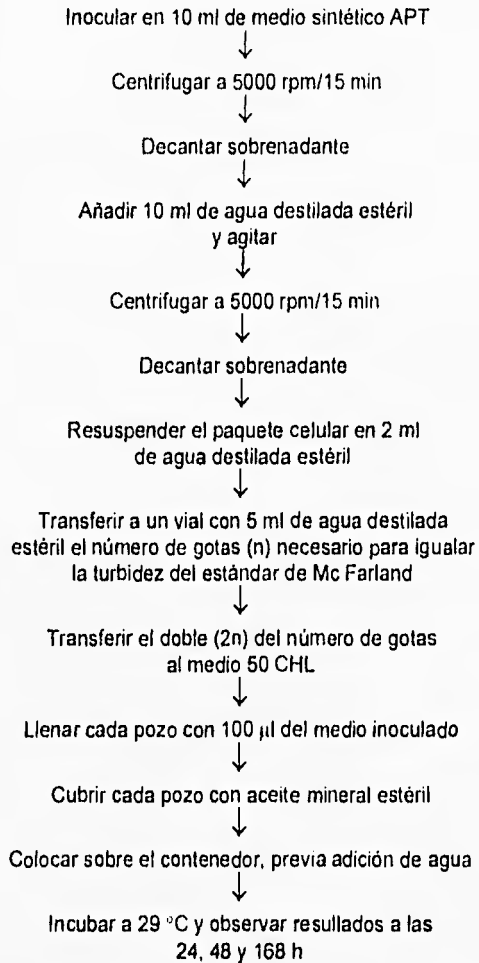 Inocular en 10 ml de medio sintético APT
↓
Centrifugar a 5000 rpm/15 min
↓
Decantar sobrenadante
↓
Añadir 10 ml de agua destilada estéril
y agitar
↓
Centrifugar a 5000 rpm/15 min
↓
Decantar sobrenadante
↓
Resuspender el paquete celular en 2 ml
de agua destilada estéril
↓
Transferir a un vial con 5 ml de agua destilada
estéril el número de gotas (n) necesario para igualar
la turbidez del estándar de Mc Farland
↓
Transferir el doble (2n) del número de gotas
al medio 50 CHL
↓
Llenar cada pozo con 100 µl del medio inoculado
↓
Cubrir cada pozo con aceite mineral estéril
↓
Colocar sobre el contenedor, previa adición de agua
↓
Incubar a 29 °C y observar resullados a las
24, 48 y 168 h